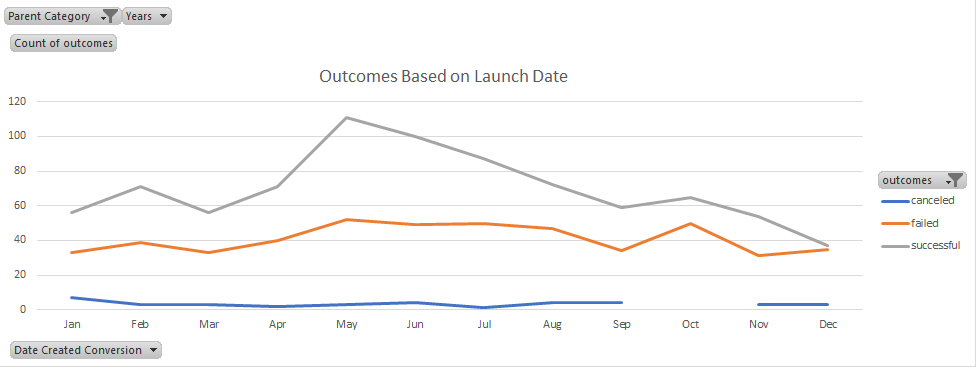 Parent Category Years
Count of outcomes
Outcomes Based on Launch Date
120
100
80
60
40
20
0
Jan Feb Mar Apr May Jun Jul Aug Sep Oct Nov Dec
outcomes
canceled
failed
successful
Date Created Conversion